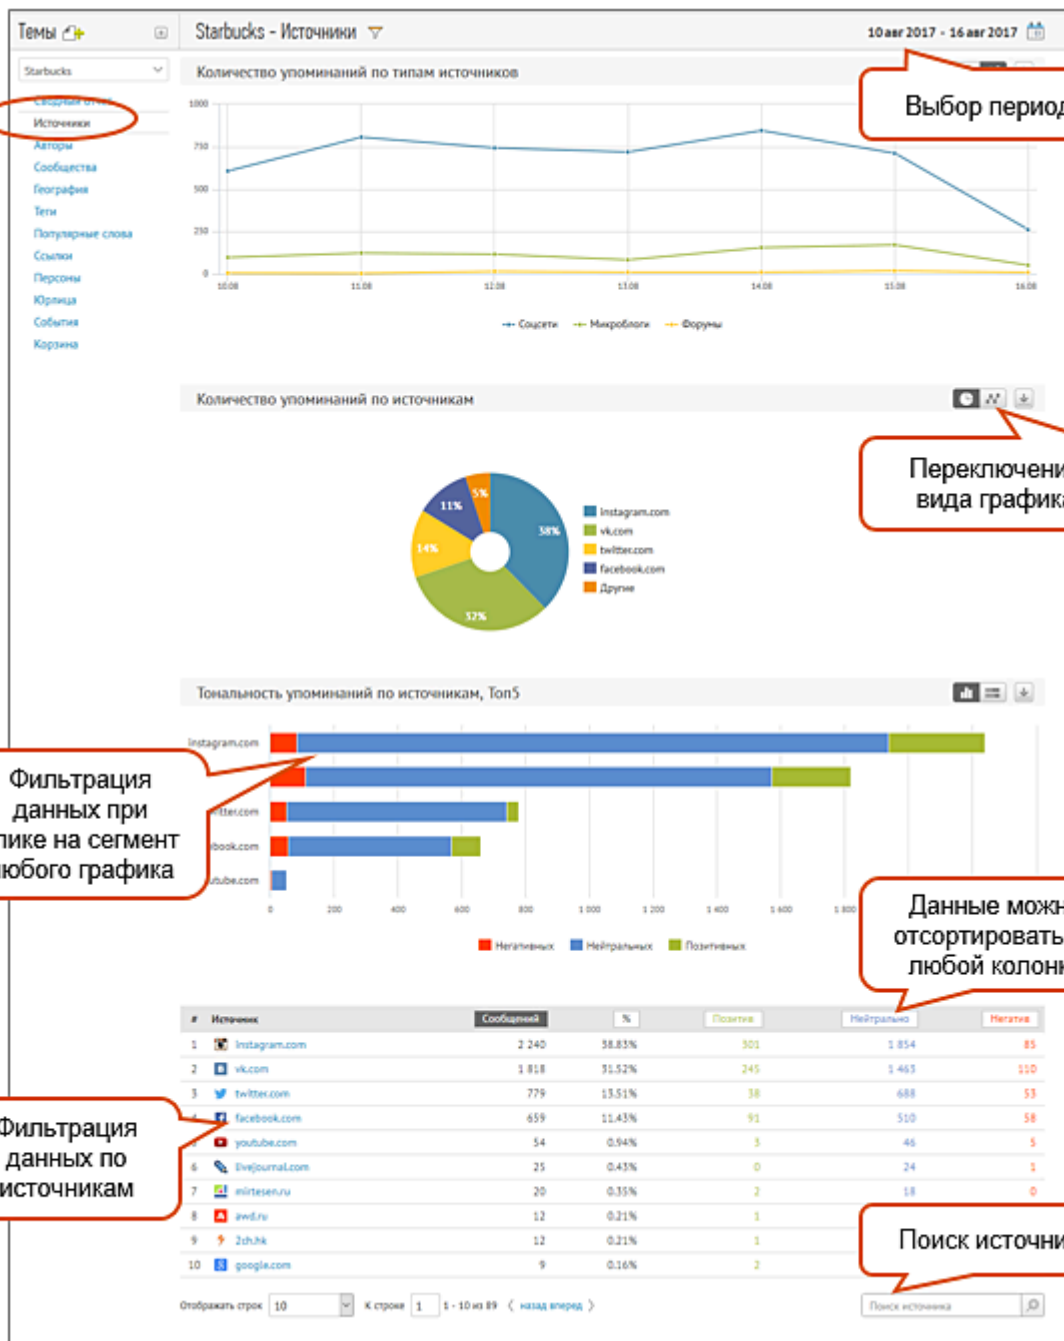 Темы
Starbucks – Источники
10 авг 2017 - 16 авг 2017
Starbucks
Сводный отчет
Источники
Авторы
Сообщества
География
Теги
Популярные слова
Ссылки
Персоны
Юрлица
События
Корзина
Количество упоминаний по типам источников
Выбор период
1000
750
500
250
0
10.08 11.08 12.08 13.08 14.08 15.08 16.08
Соцсети Микроблоги Форумы
Количество упоминаний по источникам
Переключени
вида графика
5%
11%
38%
14%
32%
Instagram.com
vk.com
twitter.com
facebook.com
Другие
Тональность упоминаний по источникам, Топ5
Instagram.com
itter.com
book.com
utube.com
0 200 400 600 800 1 000 1 200 1 400 1 600 1 800
Негативных Нейтральных Позитивных
Фильтрация
данных при
лике на сегмент
любого графика
Данные можн
отсортировать
любой колонк
# Источник Сообщений % Позитив Нейтрально Негатив
1 Instagram.com 2 240 38.83% 301 1 854 85
2 vk.com 1 818 31.52% 245 1 463 110
3 twitter.com 779 13.51% 38 688 53
4 facebook.com 659 11.43% 91 510 58
youtube.com 54 0.94% 3 46 5
6 livejournal.com 25 0.43% 0 24 1
7 mirtesen.ru 20 0.35% 2 18 0
8 awd.ru 12 0.21% 1
9 2ch.hk 12 0.21% 1
10 google.com 9 0.16% 2
Фильтрация
данных по
источникам
Поиск источни
Отображать строк 10 К строке 1 1 - 10 из 89 назад вперед
Поиск источника